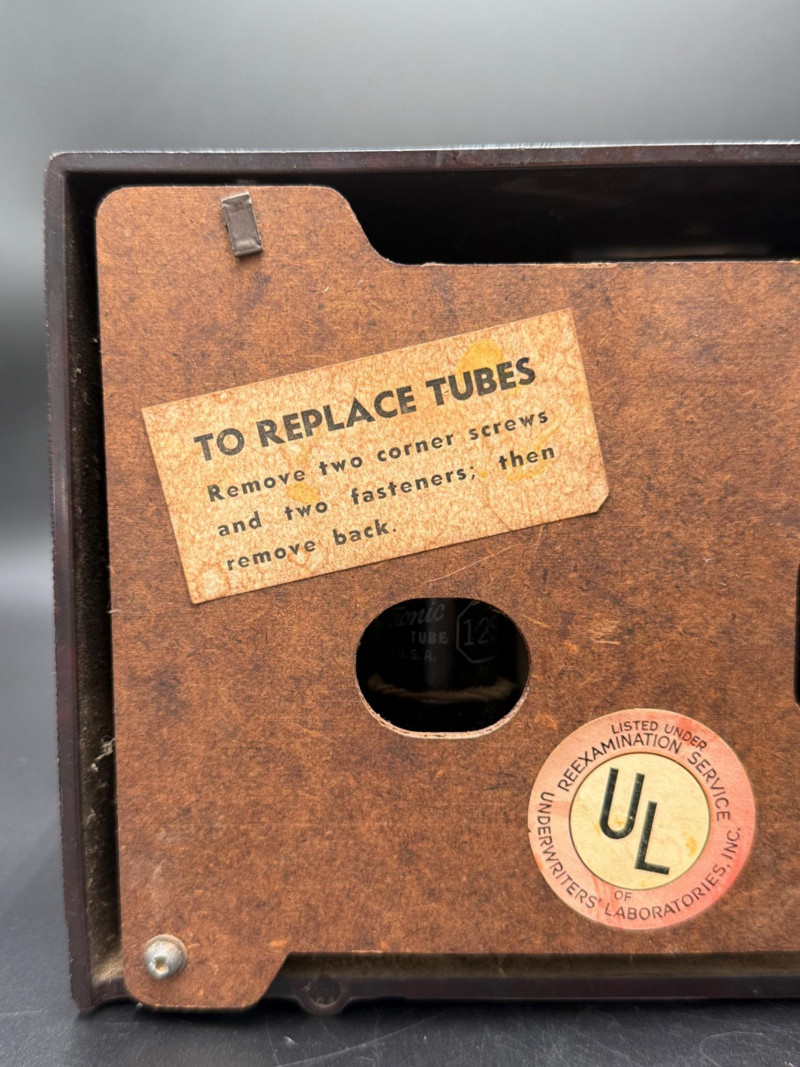 TO REPLACE TUBES
Remove two corner screws
and two fasteners; then
remove back.
TUBE
S.A.
LISTED UNDER
REEXAMINATION SERVICE
UL
OF
UNDERWRITERS' LABORATORIES, INC.